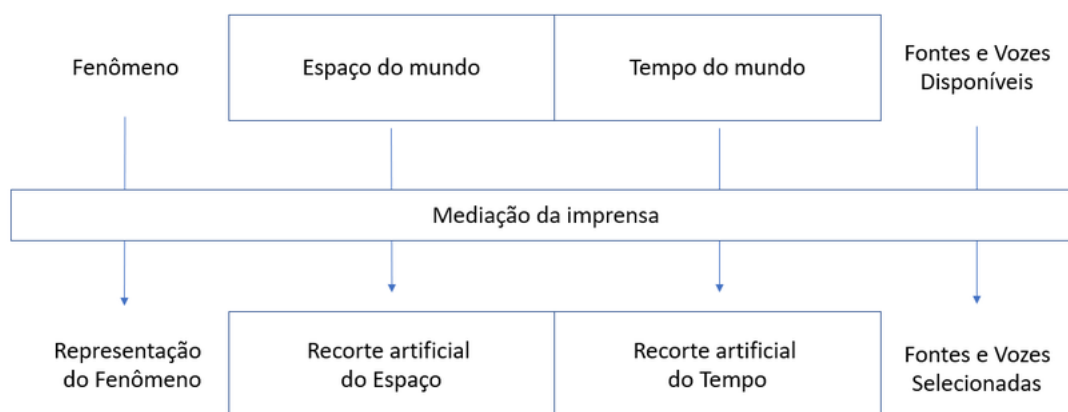 Fenômeno
Espaço do mundo
Tempo do mundo
Fontes e Vozes
Disponíveis
Mediação da imprensa
Representação
do Fenômeno
Recorte artificial
do Espaço
Recorte artificial
do Tempo
Fontes e Vozes
Selecionadas